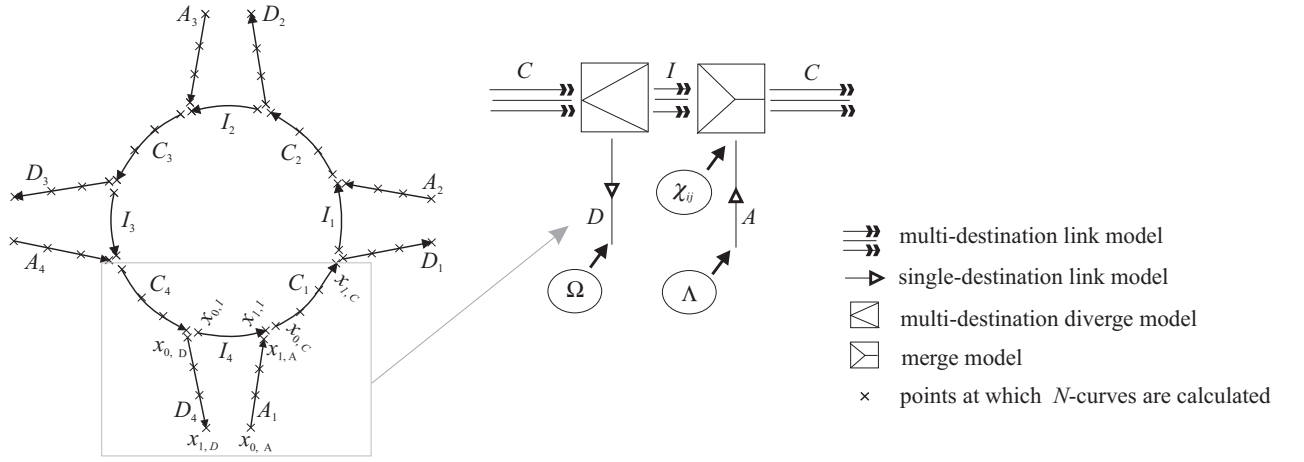 A3
D2
I2
C3
C2
D3
A2
I3
I1
A4
D1
C4
C1
x1, C
x0,I
x1,I
x0,C
x0, D
I4
x1, A
D4
A1
x1, D
x0, A
C
I
C
χij
D
A
Ω
Λ
multi-destination link model
single-destination link model
multi-destination diverge model
merge model
points at which N-curves are calculated